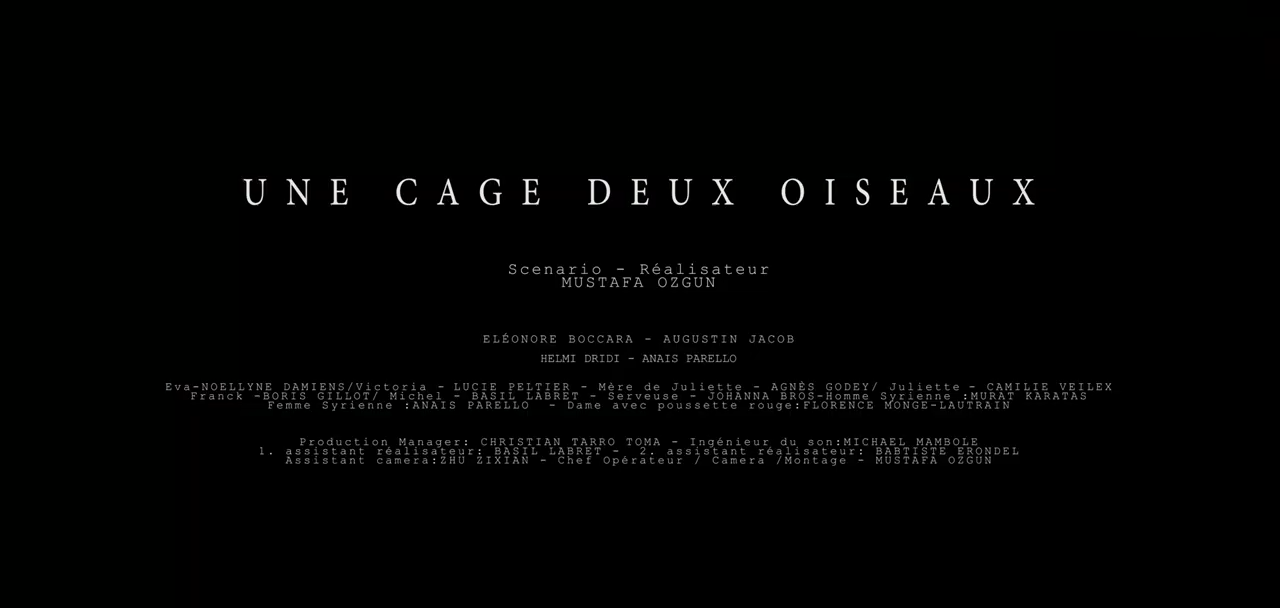 UNE CAGE DEUX OISEAUX
Scenario - Réalisateur
MUSTAFA OZGUN
ELÉONORE BOCCARA - AUGUSTIN JACOB
HELMI DRIDI - ANAIS PARELLO
Eva-NOELLYNE DAMIENS/Victoria - LUCIE PELTIER - Mère de Juliette - AGNÈS GODEY/ Juliette - CAMILIE VEILEX
Franck -BORIS GILLOT/ Michel - BASIL LABRET - Serveuse - JOHANNA BROS-Homme Syrienne :MURAT KARATAS
Femme Syrienne :ANAIS PARELLO - Dame avec poussette rouge:FLORENCE MONGE-LAUTRAIN
Production Manager: CHRISTIAN TARRO TOMA - Ingénieur du son:MICHAEL MAMBOLE
1. assistant réalisateur: BASIL LABRET - 2. assistant réalisateur: BABTISTE ERONDEL
Assistant camera:ZHU ZIXIAN - Chef Opérateur / Camera /Montage - MUSTAFA OZGUN